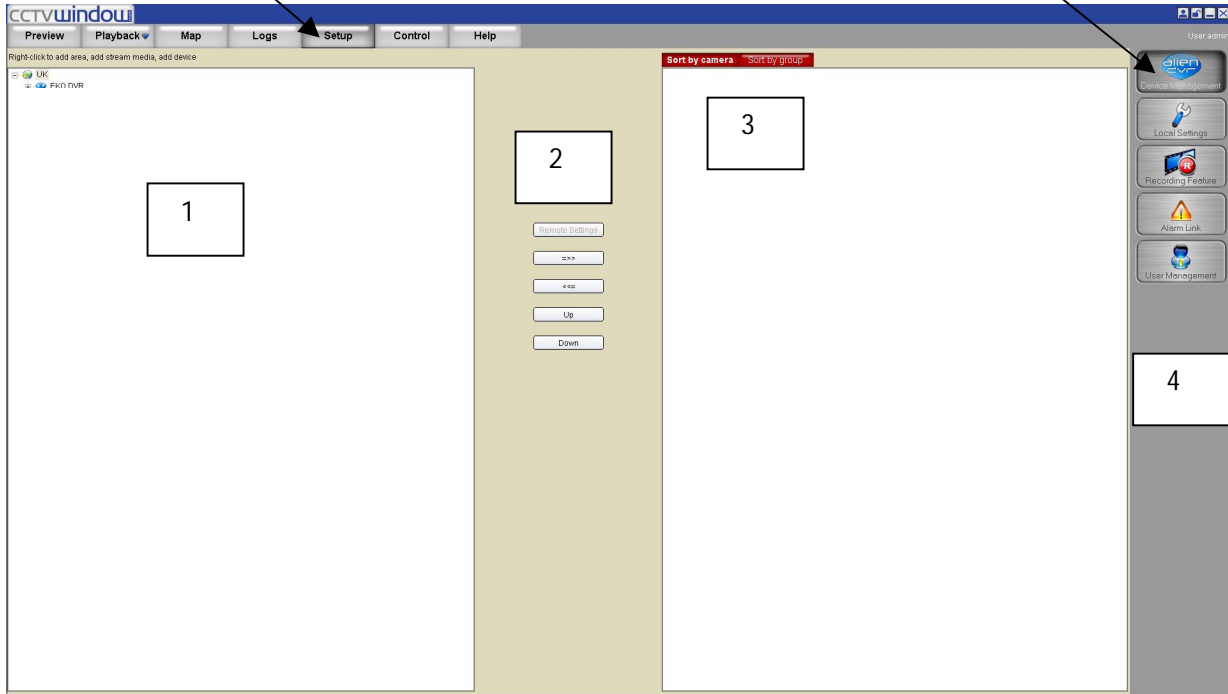 CCTVwindow
Preview Playback Map Logs Setup Control Help
User:admin
Right-click to add area, add stream media, add device
UK
EKO DVR
1
2
Remote Settings
=>>
<<=
Up
Down
Sort by camera Sort by group
3
alien dvr
Device Management
Local Settings
R
Recording Feature
Alarm Link
User Management
4